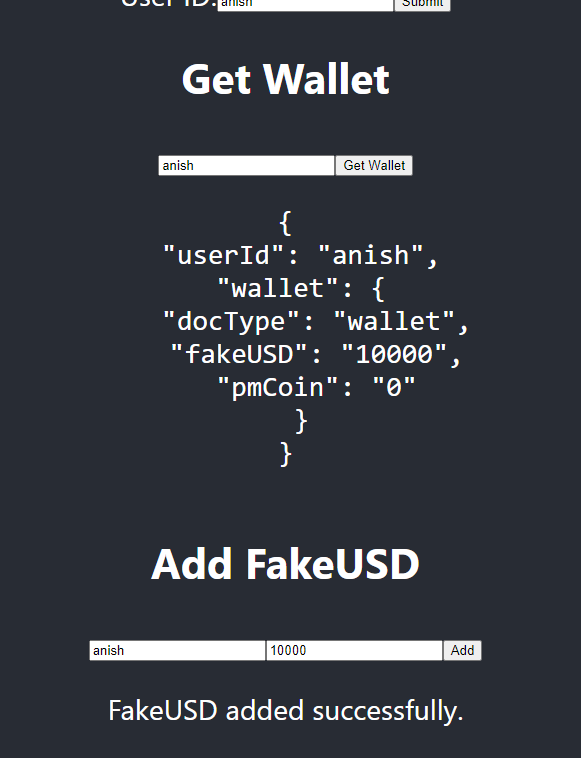 User ID: anish Submit
Get Wallet
anish Get Wallet
{
"userId": "anish",
"wallet": {
"docType": "wallet",
"fakeUSD": "10000",
"pmCoin": "0"
}
}
Add FakeUSD
anish 10000 Add
FakeUSD added successfully.